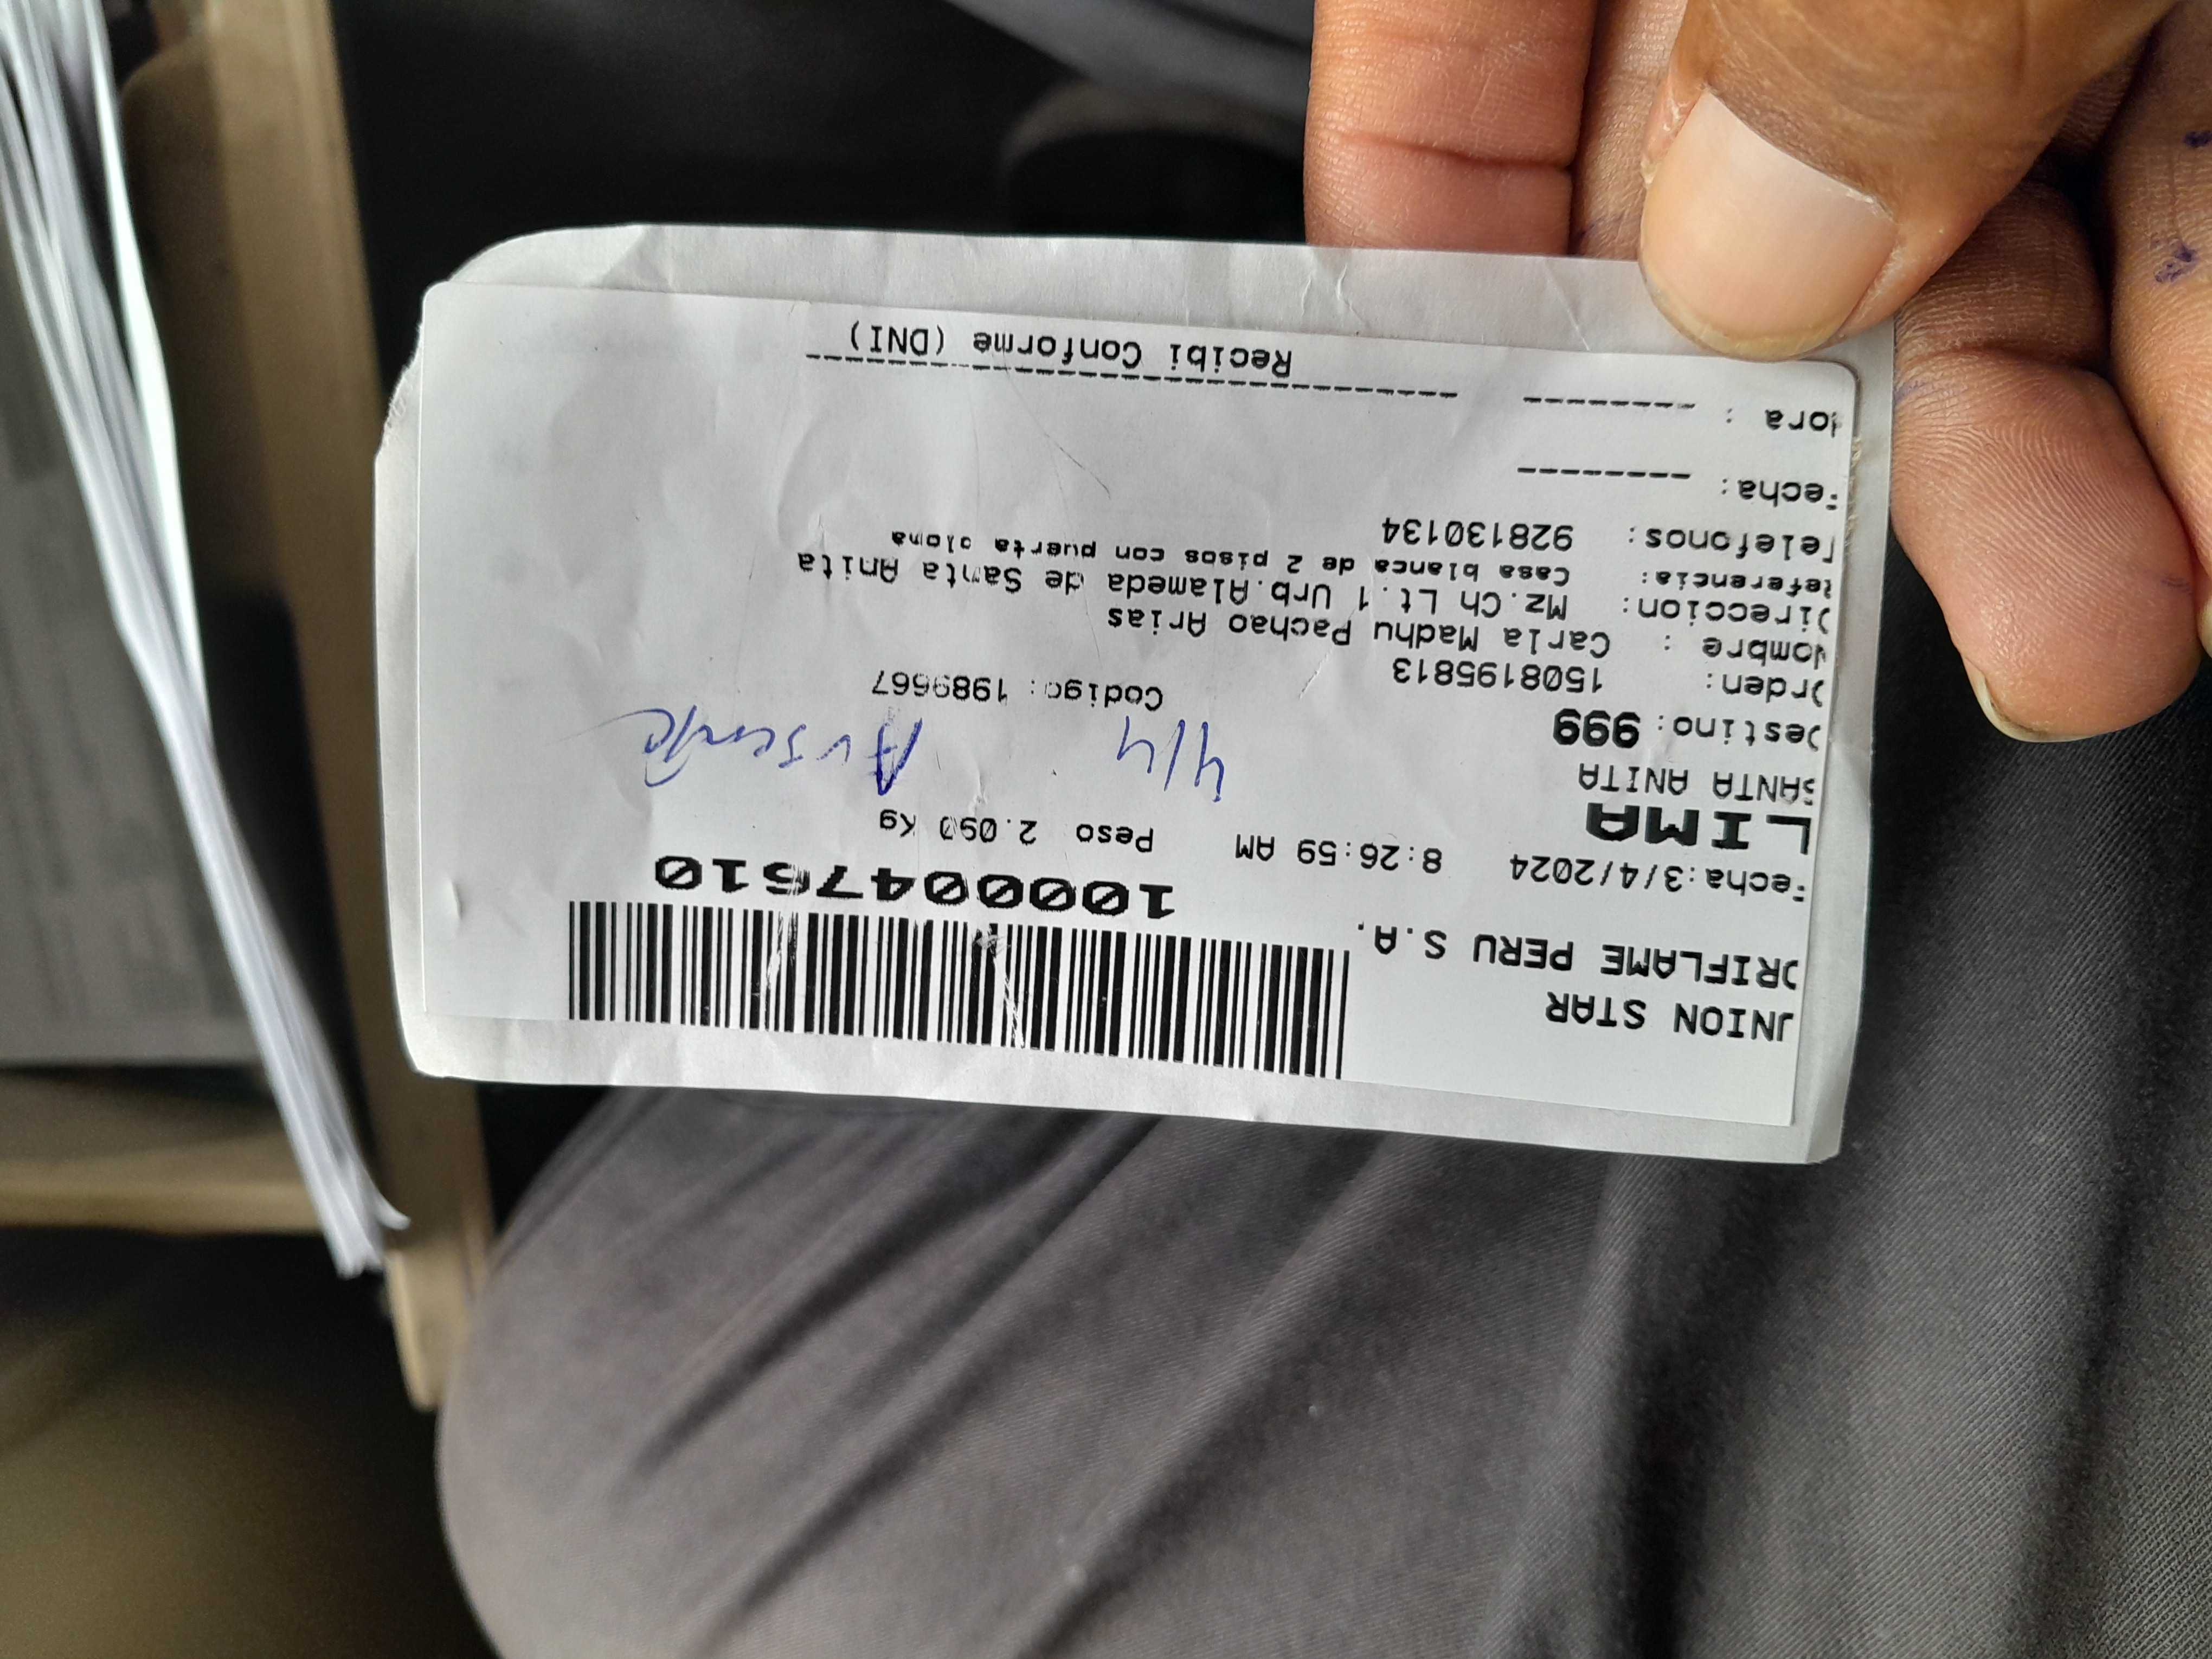 UNION STAR
ORIFLAME PERU S.A.
1000047610
Fecha:3/4/2024 8:26:59 AM Peso 2.090 Kg
LIMA
SANTA ANITA
4/4 Ausente
Destino: 999
Orden: 1508195813 Codigo: 1989667
Nombre : Carla Madhu Pachao Arias
Direccion: Mz.Ch Lt.1 Urb.Alameda de Santa Anita
Referencia: Casa blanca de 2 pisos con puerta ploma
Telefonos: 928130134
Fecha: --------
Hora : --------
Recibi Conforme (DNI)